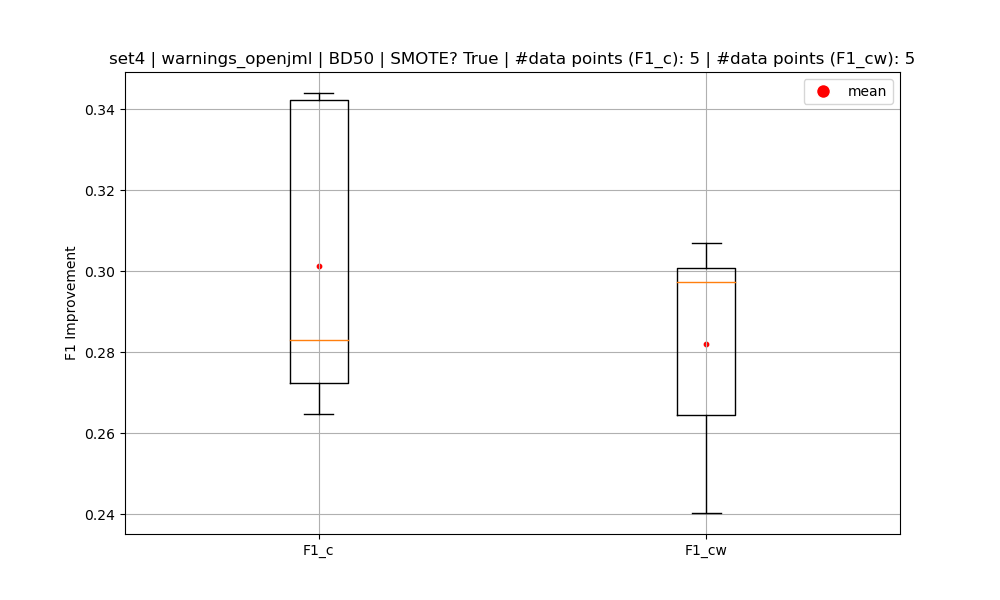 set4 | warnings_openjml | BD50 | SMOTE? True | #data points (F1_c): 5 | #data points (F1_cw): 5
mean
0.34
0.32
0.30
0.28
0.26
0.24
F1 Improvement
F1_c
F1_cw